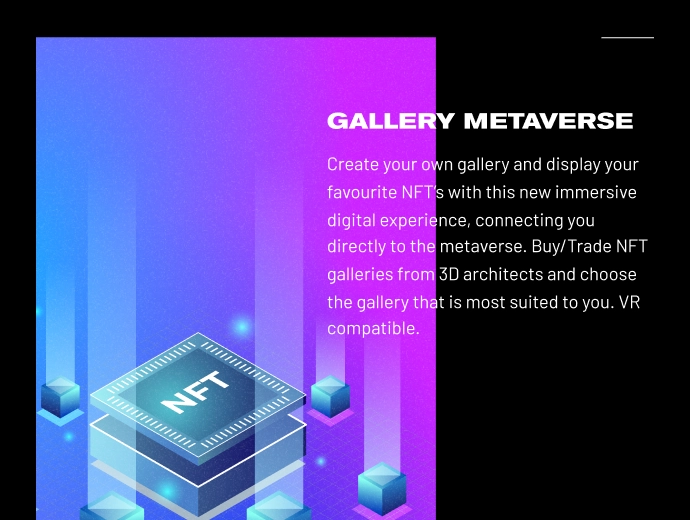 GALLERY METAVERSE
Create your own gallery and display your
favourite NFT's with this new immersive
digital experience, connecting you
directly to the metaverse. Buy/Trade NFT
galleries from 3D architects and choose
the gallery that is most suited to you. VR
compatible.
NFT